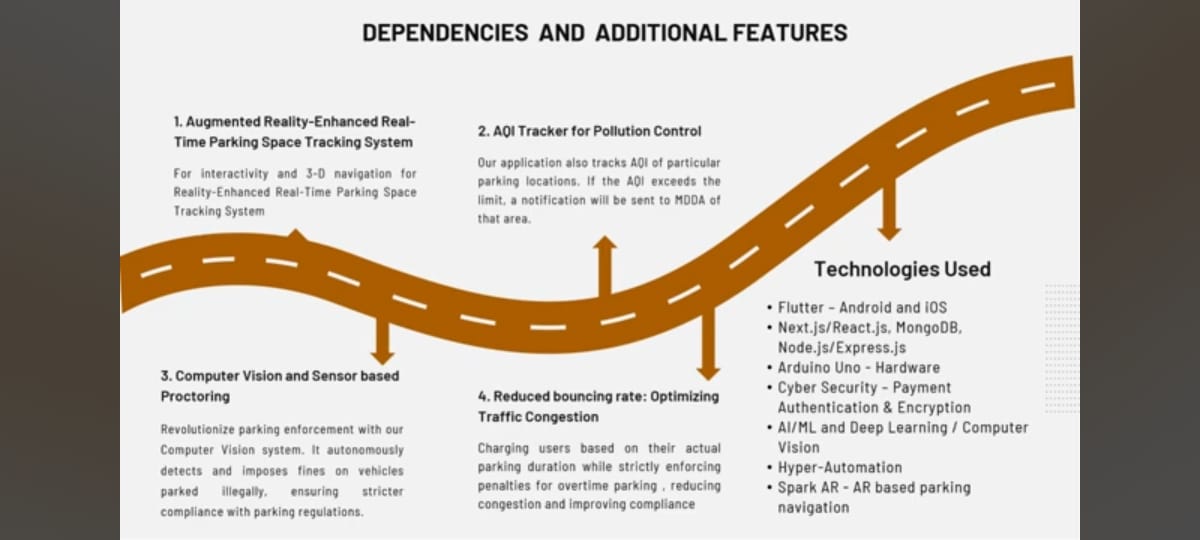 DEPENDENCIES AND ADDITIONAL FEATURES
1. Augmented Reality-Enhanced Real-
Time Parking Space Tracking System
For interactivity and 3-D navigation for
Reality-Enhanced Real-Time Parking Space
Tracking System
2. AQI Tracker for Pollution Control
Our application also tracks AQI of particular
parking locations. If the AQI exceeds the
limit, a notification will be sent to MDDA of
that area.
3. Computer Vision and Sensor based
Proctoring
Revolutionize parking enforcement with our
Computer Vision system. It autonomously
detects and imposes fines on vehicles
parked illegally, ensuring stricter
compliance with parking regulations.
4. Reduced bouncing rate: Optimizing
Traffic Congestion
Charging users based on their actual
parking duration while strictly enforcing
penalties for overtime parking , reducing
congestion and improving compliance
Technologies Used
• Flutter - Android and iOS
• Next.js/React.js, MongoDB,
Node.js/Express.js
• Arduino Uno - Hardware
• Cyber Security - Payment
Authentication & Encryption
• AI/ML and Deep Learning / Computer
Vision
• Hyper-Automation
• Spark AR - AR based parking
navigation